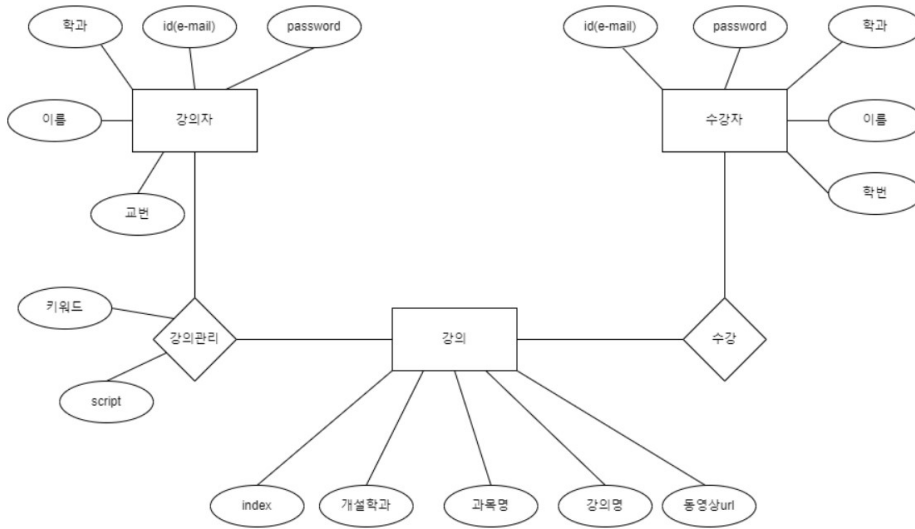 학과
id(e-mail)
password
이름
강의자
교번
id(e-mail)
password
학과
수강자
이름
학번
키워드
강의관리
script
강의
수강
index
개설학과
과목명
강의명
동영상url